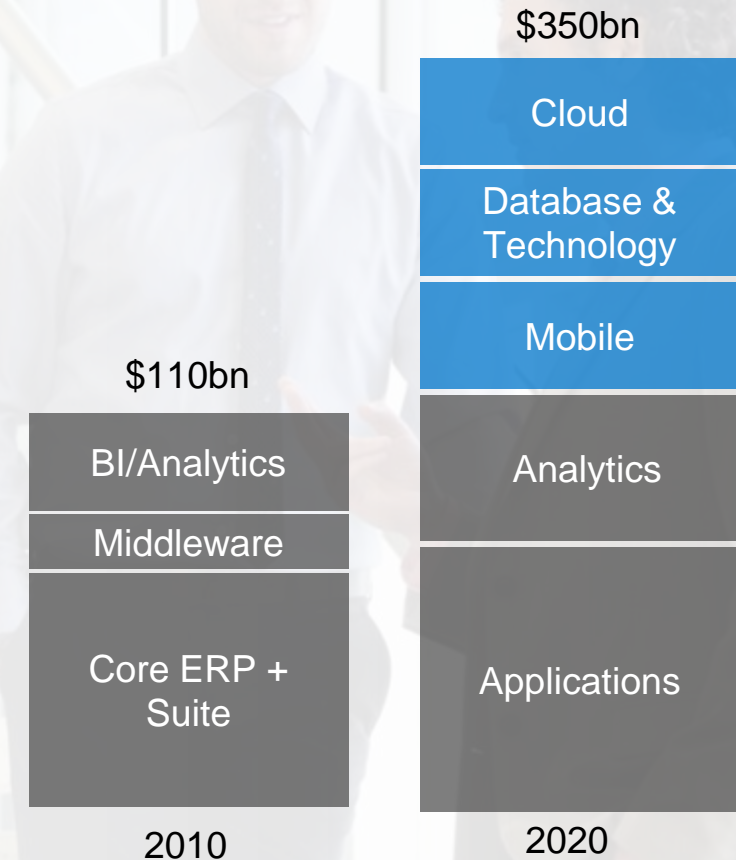 $110bn
BI/Analytics
Middleware
Core ERP +
Suite
2010
$350bn
Cloud
Database &
Technology
Mobile
Analytics
Applications
2020